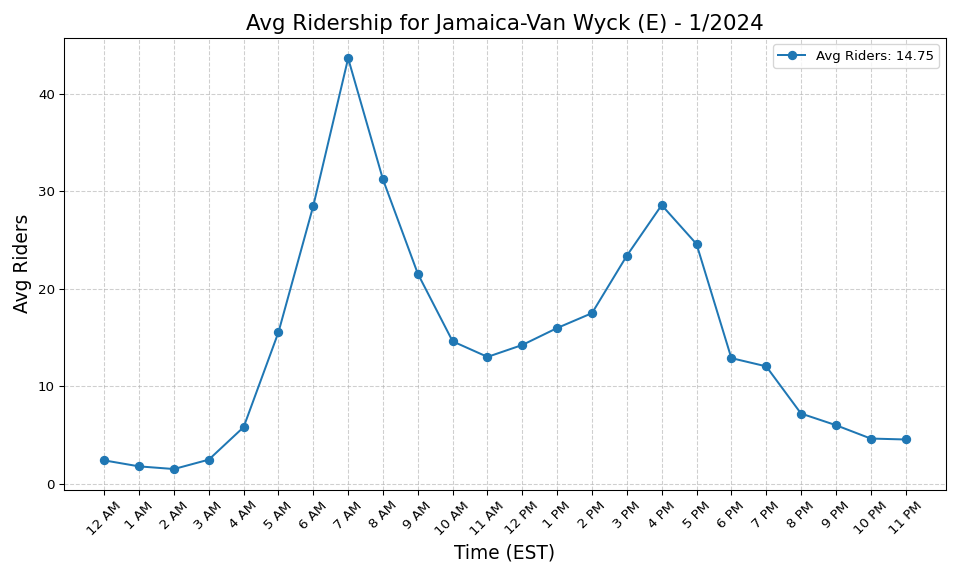 Avg Ridership for Jamaica-Van Wyck (E) - 1/2024
Avg Riders: 14.75
Avg Riders
40
30
20
10
0
12 AM
1 AM
2 AM
3 AM
4 AM
5 AM
6 AM
7 AM
8 AM
9 AM
10 AM
11 AM
12 PM
1 PM
2 PM
3 PM
4 PM
5 PM
6 PM
7 PM
8 PM
9 PM
10 PM
11 PM
Time (EST)